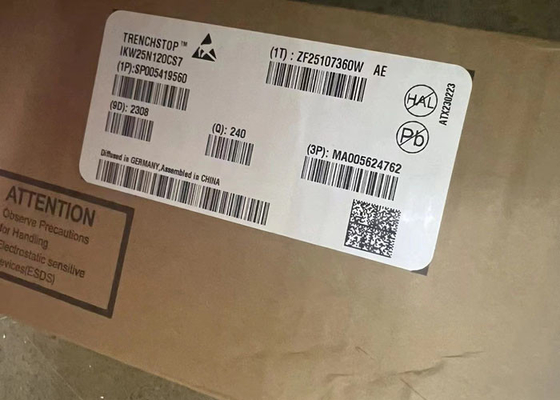 TRENCHSTOP™
IKW25N120CS7
(1P):SP005419560
(9D): 2308
(Q): 240
Diffused in GERMANY,Assembled in CHINA
(1T) : ZF25107360W AE
HAL
Pb
ATX230223
(3P): MA005624762
ATTENTION
Observe Precautions
for Handling
Electrostatic sensitive
Devices(ESDS)